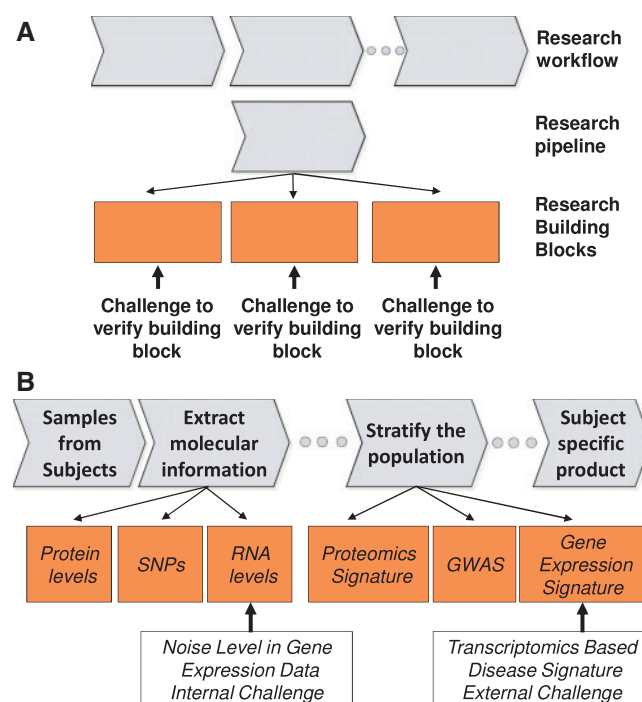 A
Research
workflow
Research
pipeline
Research
Building
Blocks
Challenge to
verify building
block
Challenge to
verify building
block
Challenge to
verify building
block
B
Samples
from
Subjects
Extract
molecular
information
Stratify the
population
Subject
specific
product
Protein
levels
SNPs
RNA
levels
Proteomics
Signature
GWAS
Gene
Expression
Signature
Noise Level in Gene
Expression Data
Internal Challenge
Transcriptomics Based
Disease Signature
External Challenge